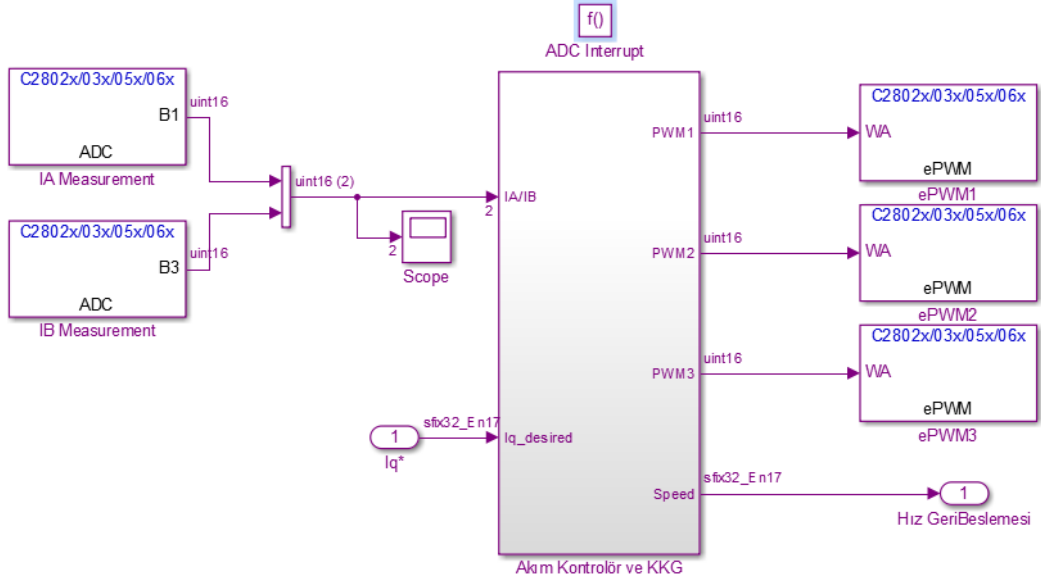 f()
ADC Interrupt
C2802x/03x/05x/06x
B1
ADC
IA Measurement
uint16
C2802x/03x/05x/06x
B3
ADC
IB Measurement
uint16
uint16 (2)
2
Scope
IA/IB
2
1
Iq*
sfix32_En17
Iq_desired
PWM1
uint16
PWM2
uint16
PWM3
uint16
Speed
sfix32_En17
Akım Kontrolör ve KKG
C2802x/03x/05x/06x
WA
ePWM
ePWM1
C2802x/03x/05x/06x
WA
ePWM
ePWM2
C2802x/03x/05x/06x
WA
ePWM
ePWM3
1
Hız GeriBeslemesi